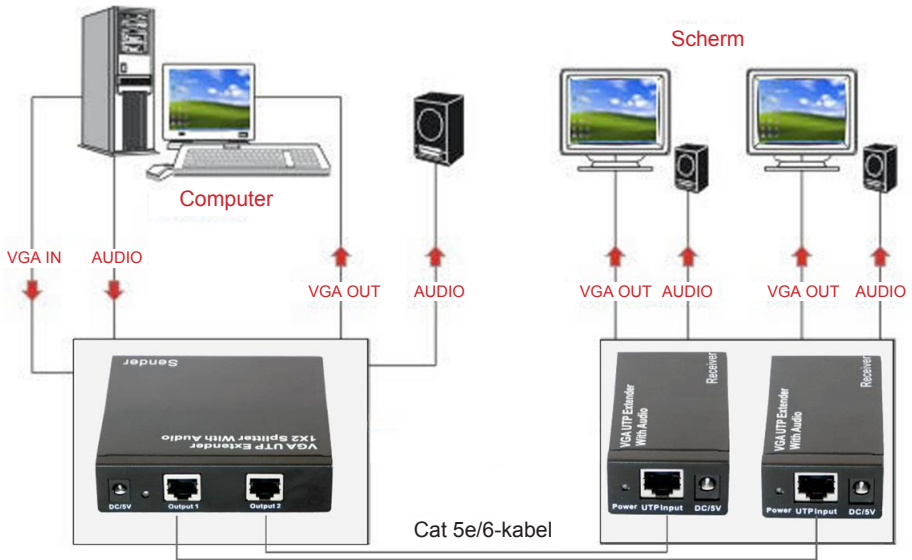 Scherm
Computer
VGA IN
AUDIO
VGA OUT
AUDIO
VGA OUT
AUDIO
VGA OUT
AUDIO
Sender
VGA UTP Extender
1X2 Splitter With Audio
DC/5V
Output 1
Output 2
Receiver
VGA UTP Extender
With Audio
Power
UTP Input
DC/5V
Receiver
VGA UTP Extender
With Audio
Power
UTP Input
DC/5V
Cat 5e/6-kabel